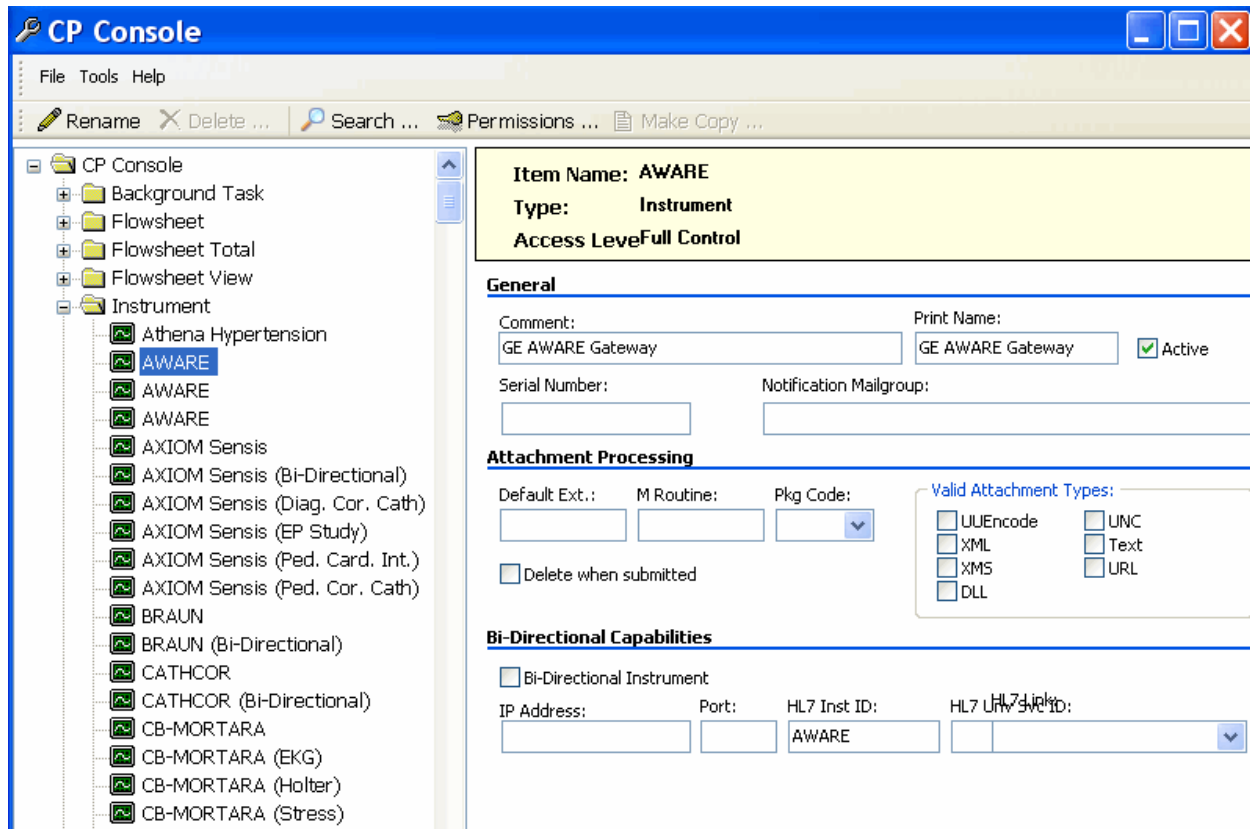 CP Console
File Tools Help
Rename Delete ... Search ... Permissions ... Make Copy ...
CP Console
Background Task
Flowsheet
Flowsheet Total
Flowsheet View
Instrument
Athena Hypertension
AWARE
AWARE
AWARE
AXIOM Sensis
AXIOM Sensis (Bi-Directional)
AXIOM Sensis (Diag. Cor. Cath)
AXIOM Sensis (EP Study)
AXIOM Sensis (Ped. Card. Int.)
AXIOM Sensis (Ped. Cor. Cath)
BRAUN
BRAUN (Bi-Directional)
CATHCOR
CATHCOR (Bi-Directional)
CB-MORTARA
CB-MORTARA (EKG)
CB-MORTARA (Holter)
CB-MORTARA (Stress)
Item Name: AWARE
Type: Instrument
Access Leve Full Control
General
Comment: Print Name:
GE AWARE Gateway GE AWARE Gateway Active
Serial Number: Notification Mailgroup:
Attachment Processing
Default Ext.: M Routine: Pkg Code: Valid Attachment Types:
UUEncode UNC
XML Text
XMS URL
DLL
Delete when submitted
Bi-Directional Capabilities
Bi-Directional Instrument
IP Address: Port: HL7 Inst ID: HL7 ID:
HL7 Link:
AWARE